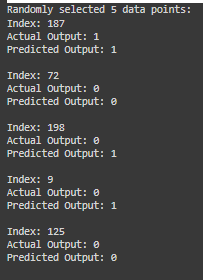 Randomly selected 5 data points:
Index: 187
Actual Output: 1
Predicted Output: 1
Index: 72
Actual Output: 0
Predicted Output: 0
Index: 198
Actual Output: 0
Predicted Output: 1
Index: 9
Actual Output: 0
Predicted Output: 1
Index: 125
Actual Output: 0
Predicted Output: 0